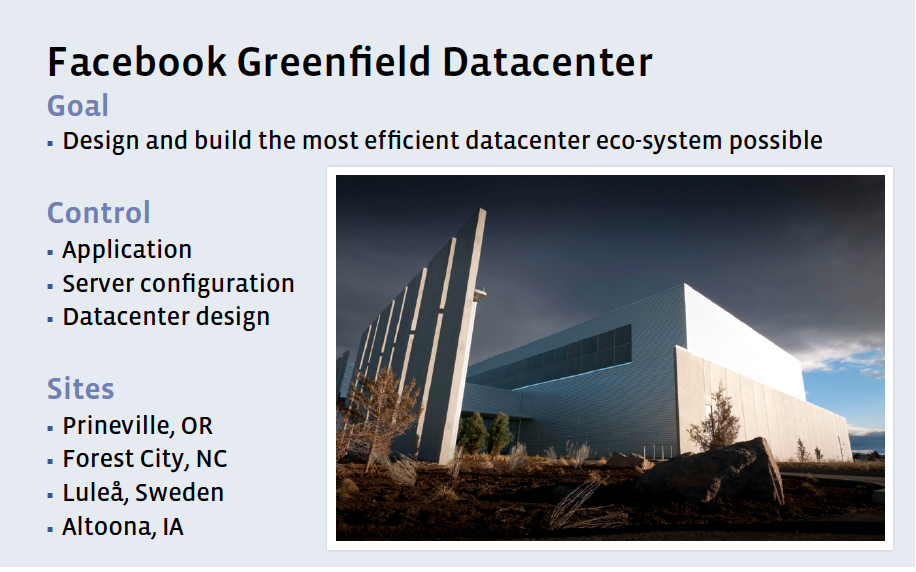 Facebook Greenfield Datacenter
Goal
▪ Design and build the most efficient datacenter eco-system possible
Control
▪ Application
▪ Server configuration
▪ Datacenter design
Sites
▪ Prineville, OR
▪ Forest City, NC
▪ Luleå, Sweden
▪ Altoona, IA